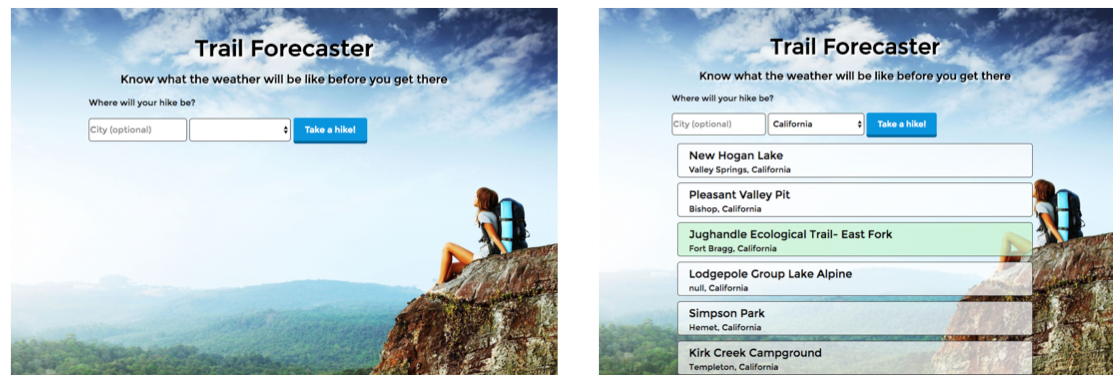 Trail Forecaster
Know what the weather will be like before you get there
Where will your hike be?
City (optional)
Take a hike!
Trail Forecaster
Know what the weather will be like before you get there
Where will your hike be?
City (optional) California Take a hike!
New Hogan Lake
Valley Springs, California
Pleasant Valley Pit
Bishop, California
Jughandle Ecological Trail- East Fork
Fort Bragg, California
Lodgepole Group Lake Alpine
null, California
Simpson Park
Hemet, California
Kirk Creek Campground
Templeton, California